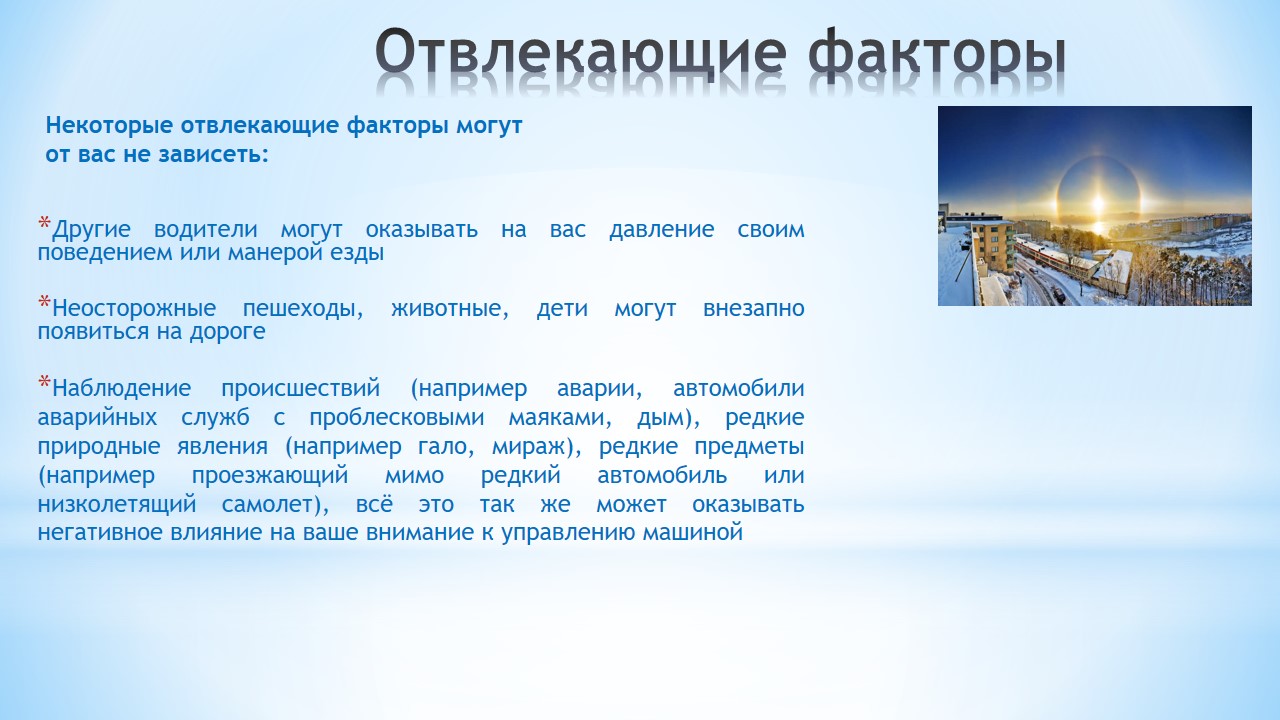 Отвлекающие факторы
Некоторые отвлекающие факторы могут
от вас не зависеть:
*Другие водители могут оказывать на вас давление своим
поведением или манерой езды
*Неосторожные пешеходы, животные, дети могут внезапно
появиться на дороге
*Наблюдение происшествий (например аварии, автомобили
аварийных служб с проблесковыми маяками, дым), редкие
природные явления (например гало, мираж), редкие предметы
(например проезжающий мимо редкий автомобиль или
низколетящий самолет), всё это так же может оказывать
негативное влияние на ваше внимание к управлению машиной